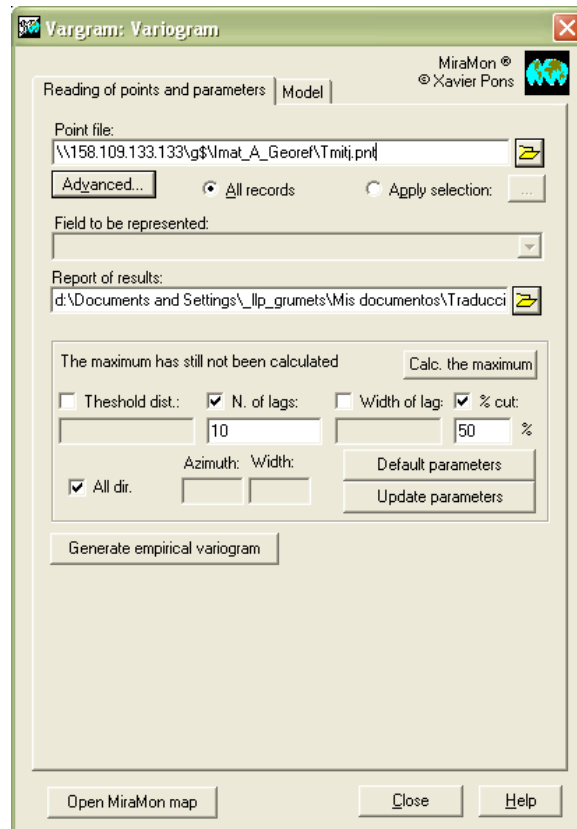 Vargram: Variogram
MiraMon ®
© Xavier Pons
Reading of points and parameters
Model
Point file:
\\158.109.133.133\g$\Imat_A_Georef\Tmitj.pnt
Advanced...
All records
Apply selection:
...
Field to be represented:
Report of results:
d:\Documents and Settings\_llp_grumets\Mis documentos\Traducci
The maximum has still not been calculated
Calc. the maximum
Theshold dist.:
N. of lags:
Width of lag:
% cut:
10
50
%
Azimuth:
Width:
Default parameters
All dir.
Update parameters
Generate empirical variogram
Open MiraMon map
Close
Help